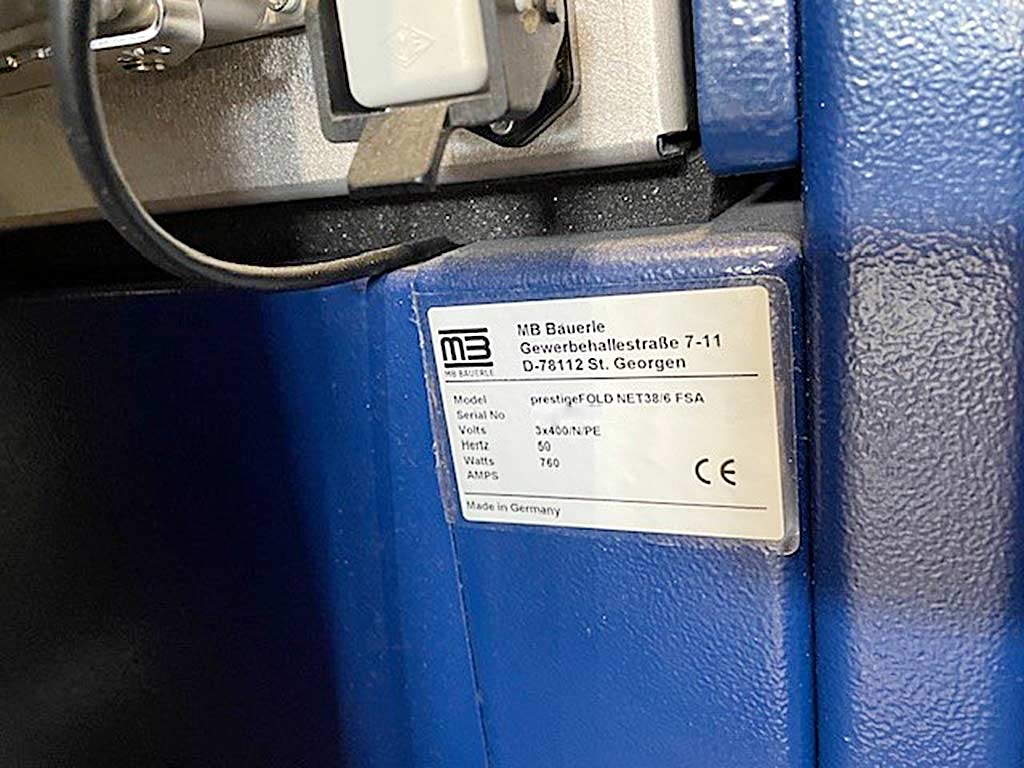 MB BAUERLE
MB Bäuerle
Gewerbehallestraße 7-11
D-78112 St. Georgen
Model prestigeFOLD NET38/6 FSA
Serial No
Volts 3x400/N/PE
Hertz 50
Watts 760
AMPS
CE
Made in Germany